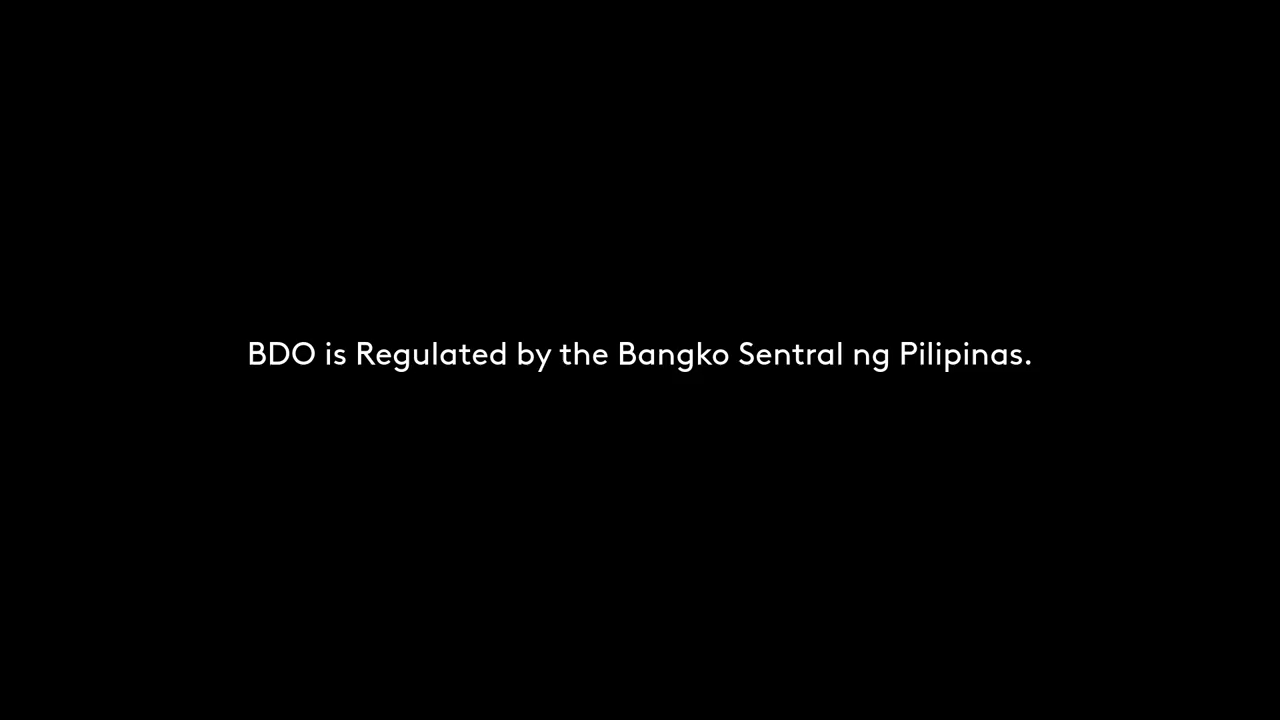 BDO is Regulated by the Bangko Sentral ng Pilipinas.